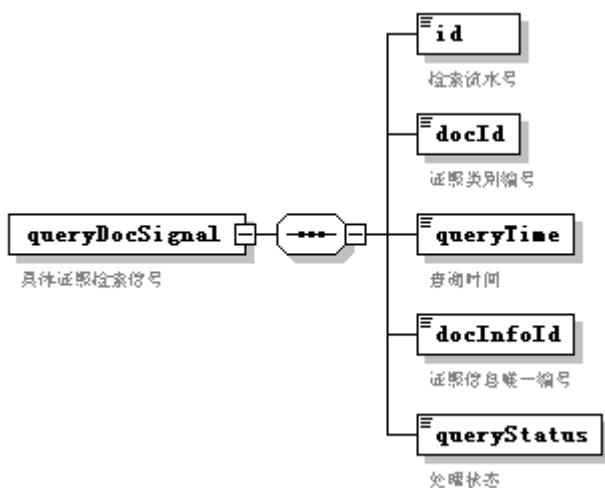 id
检索流水号
docId
证照类别编号
queryDocSignal
具体证照检索信号
queryTime
查询时间
docInfoId
证照信息唯一编号
queryStatus
处理状态